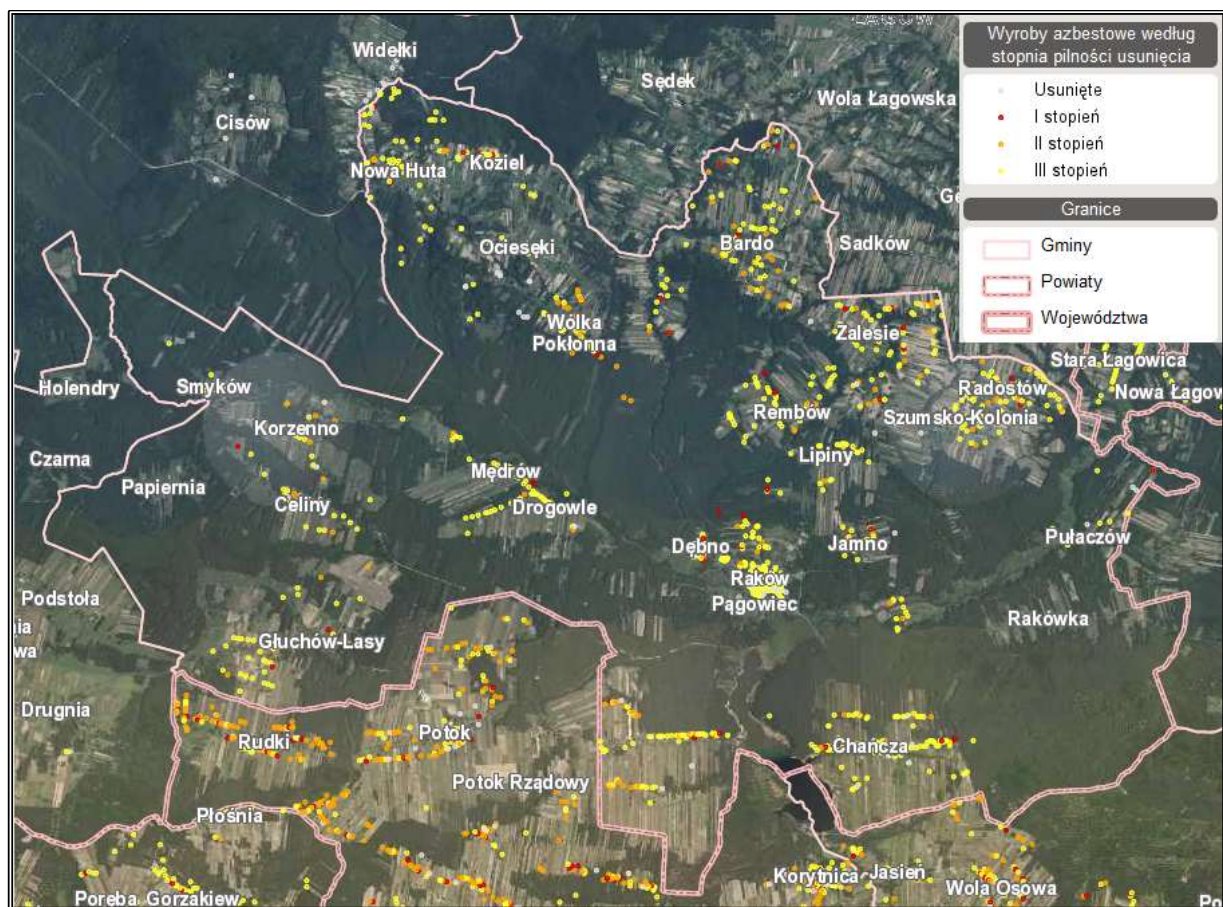 Widełki
Sędek
Wola Łagowska
Cisów
Nowa Huta
Kozieł
Ociesęki
Bardo
Sadków
Wólka
Pokłonna
Zalesie
Holendry
Smyków
Stara Łagowica
Radostów
Nowa Łagow
Rembów
Szumsko-Kolonia
Korzenno
Lipiny
Czarna
Papiernia
Mędrów
Celiny
Drogowle
Dębno
Jamno
Pułaczów
Raków
Pągowiec
Podstoła
Rakówka
Głuchów-Lasy
Drugnia
Rudki
Potok
Chańcza
Potok Rządowy
Płośnia
Korytnica
Jasień
Wola Osowa
Poręba
Gorzakiew
Wyroby azbestowe według
stopnia pilności usunięcia
Usunięte
I stopień
II stopień
III stopień
Granice
Gminy
Powiaty
Województwa